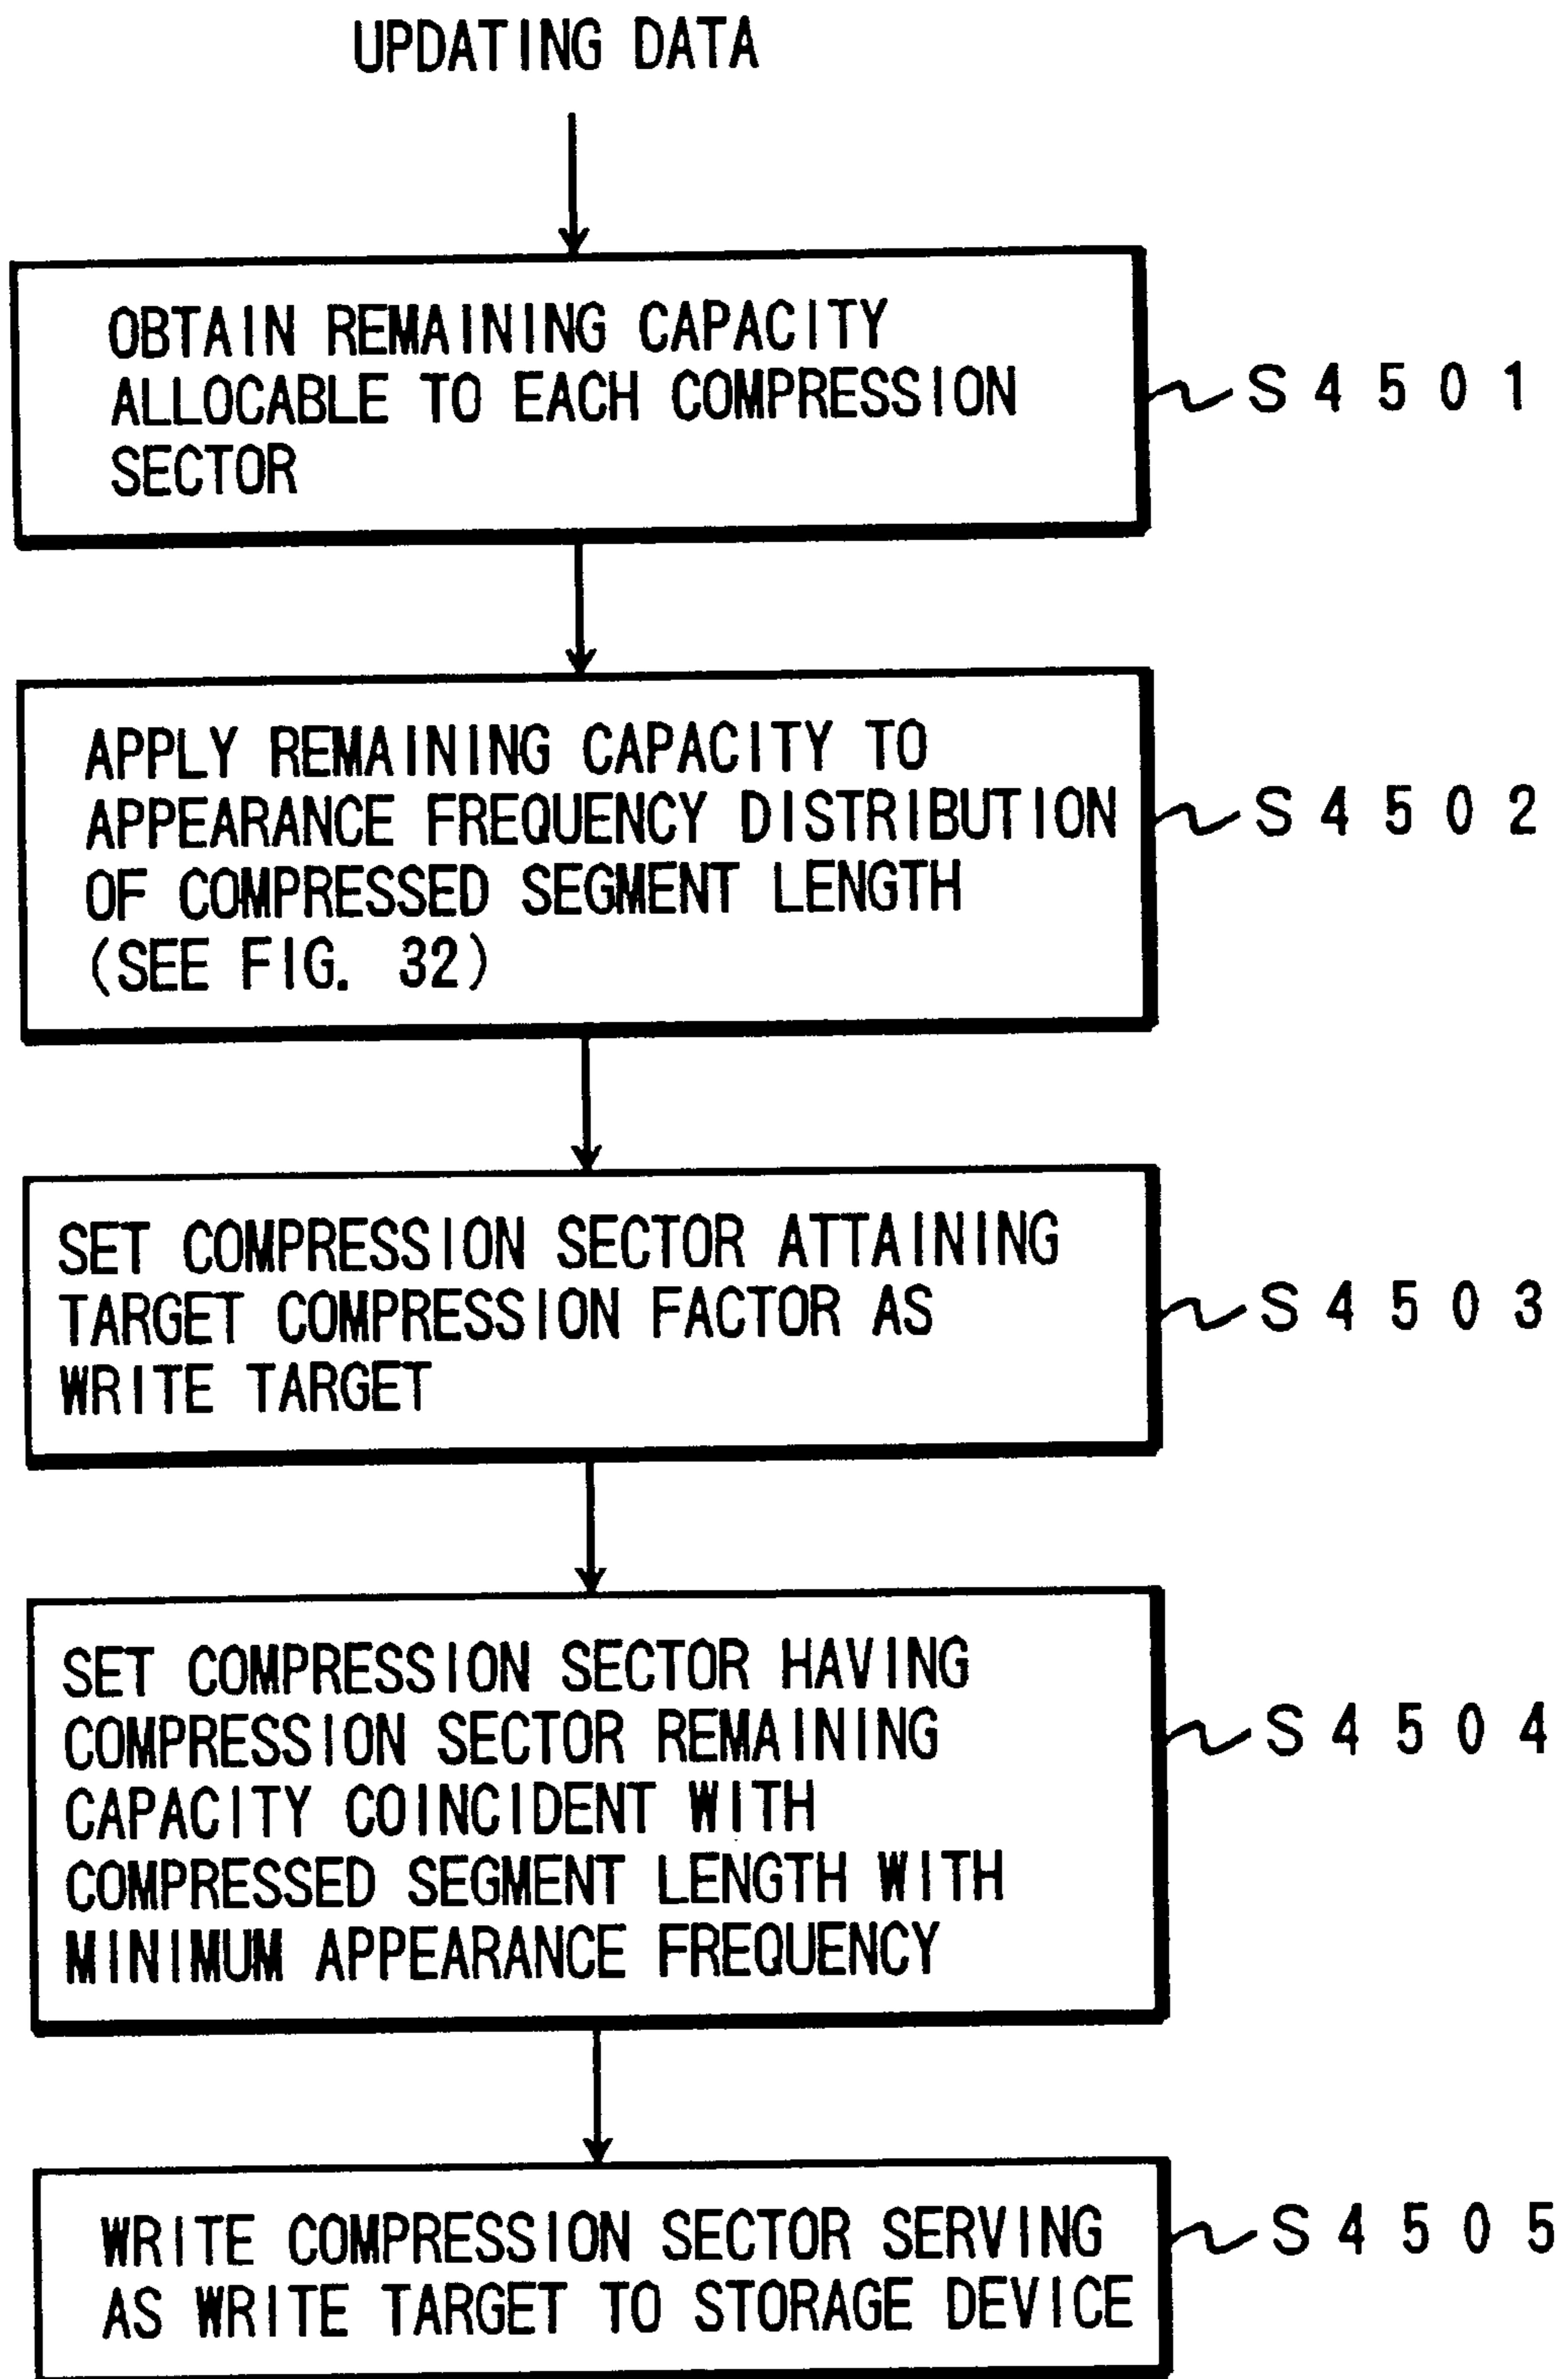 UPDATING DATA
OBTAIN REMAINING CAPACITY
ALLOCABLE TO EACH COMPRESSION
SECTOR
S4501
APPLY REMAINING CAPACITY TO
APPEARANCE FREQUENCY DISTRIBUTION
OF COMPRESSED SEGMENT LENGTH
(SEE FIG. 32)
S4502
SET COMPRESSION SECTOR ATTAINING
TARGET COMPRESSION FACTOR AS
WRITE TARGET
S4503
SET COMPRESSION SECTOR HAVING
COMPRESSION SECTOR REMAINING
CAPACITY COINCIDENT WITH
COMPRESSED SEGMENT LENGTH WITH
MINIMUM APPEARANCE FREQUENCY
S4504
WRITE COMPRESSION SECTOR SERVING
AS WRITE TARGET TO STORAGE DEVICE
S4505